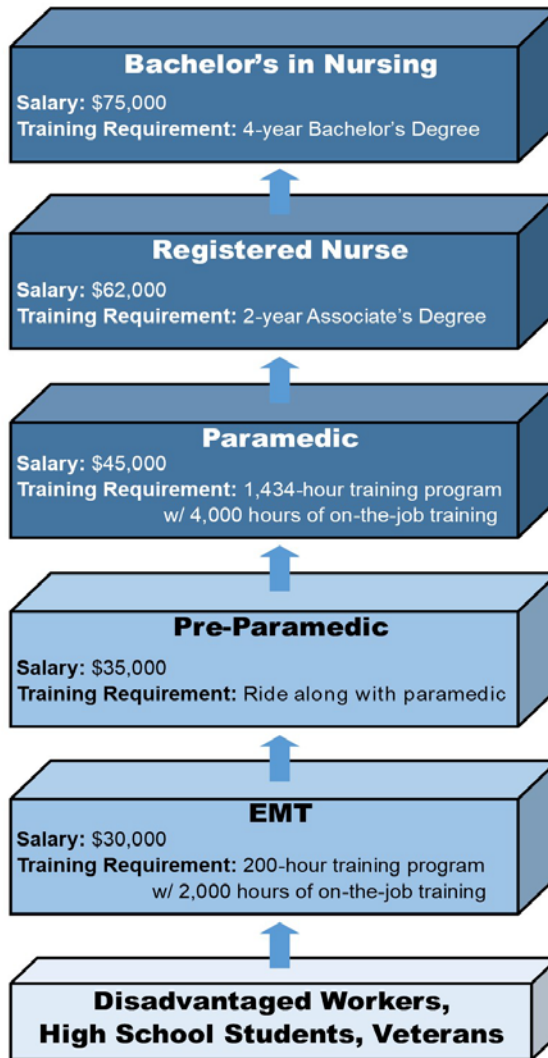 Bachelor's in Nursing
Salary: $75,000
Training Requirement: 4-year Bachelor's Degree
Registered Nurse
Salary: $62,000
Training Requirement: 2-year Associate's Degree
Paramedic
Salary: $45,000
Training Requirement: 1,434-hour training program
w/ 4,000 hours of on-the-job training
Pre-Paramedic
Salary: $35,000
Training Requirement: Ride along with paramedic
EMT
Salary: $30,000
Training Requirement: 200-hour training program
w/ 2,000 hours of on-the-job training
Disadvantaged Workers,
High School Students, Veterans